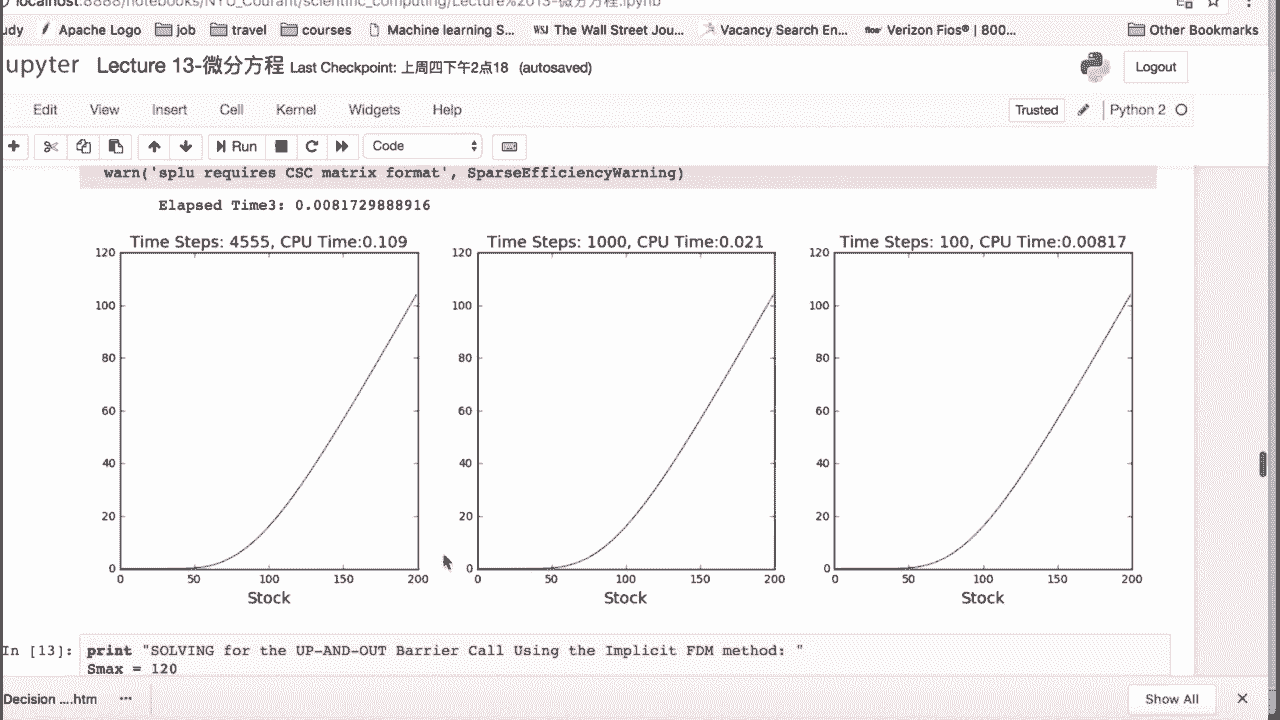 localhost:8888/notebooks/NYU_Courant/scientific_computing/Lecture%2013-微分方程.ipynb
udy Apache Logo job travel courses Machine learning S... WSJ The Wall Street Jou... Vacancy Search En... Verizon Fios® | 800... Other Bookmarks
upyter Lecture 13-微分方程 Last Checkpoint: 上周四下午2点18 (autosaved) Logout
Edit View Insert Cell Kernel Widgets Help Trusted Python 2
Run Code
warn('splu requires CSC matrix format', SparseEfficiencyWarning)
Elapsed Time3: 0.0081729888916
Time Steps: 4555, CPU Time:0.109
120
100
80
60
40
20
0
0 50 100 150 200
Stock
Time Steps: 1000, CPU Time:0.021
120
100
80
60
40
20
0
0 50 100 150 200
Stock
Time Steps: 100, CPU Time:0.00817
120
100
80
60
40
20
0
0 50 100 150 200
Stock
In [13]: print "SOLVING for the UP-AND-OUT Barrier Call Using the Implicit FDM method: "
Smax = 120
Decision ....htm Show All